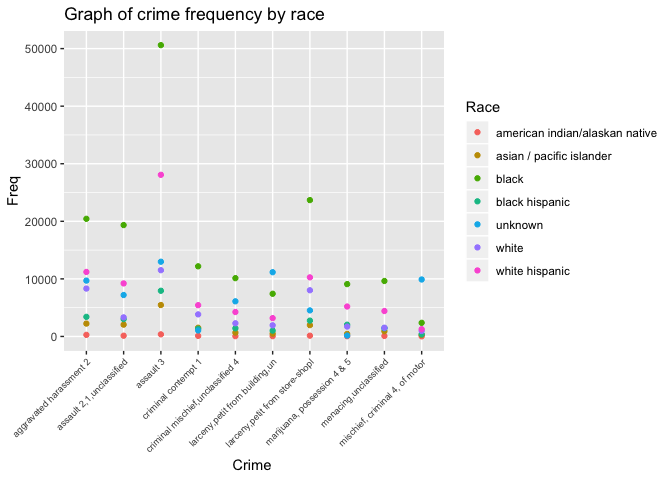 Graph of crime frequency by race
Freq
50000
40000
30000
20000
10000
0
aggravated harassment 2
assault 2,1,unclassified
assault 3
criminal contempt 1
criminal mischief,unclassified 4
larceny,petit from building,un
larceny,petit from store-shopl
marijuana, possession 4 & 5
menacing,unclassified
mischief, criminal 4, of motor
Crime
Race
american indian/alaskan native
asian / pacific islander
black
black hispanic
unknown
white
white hispanic